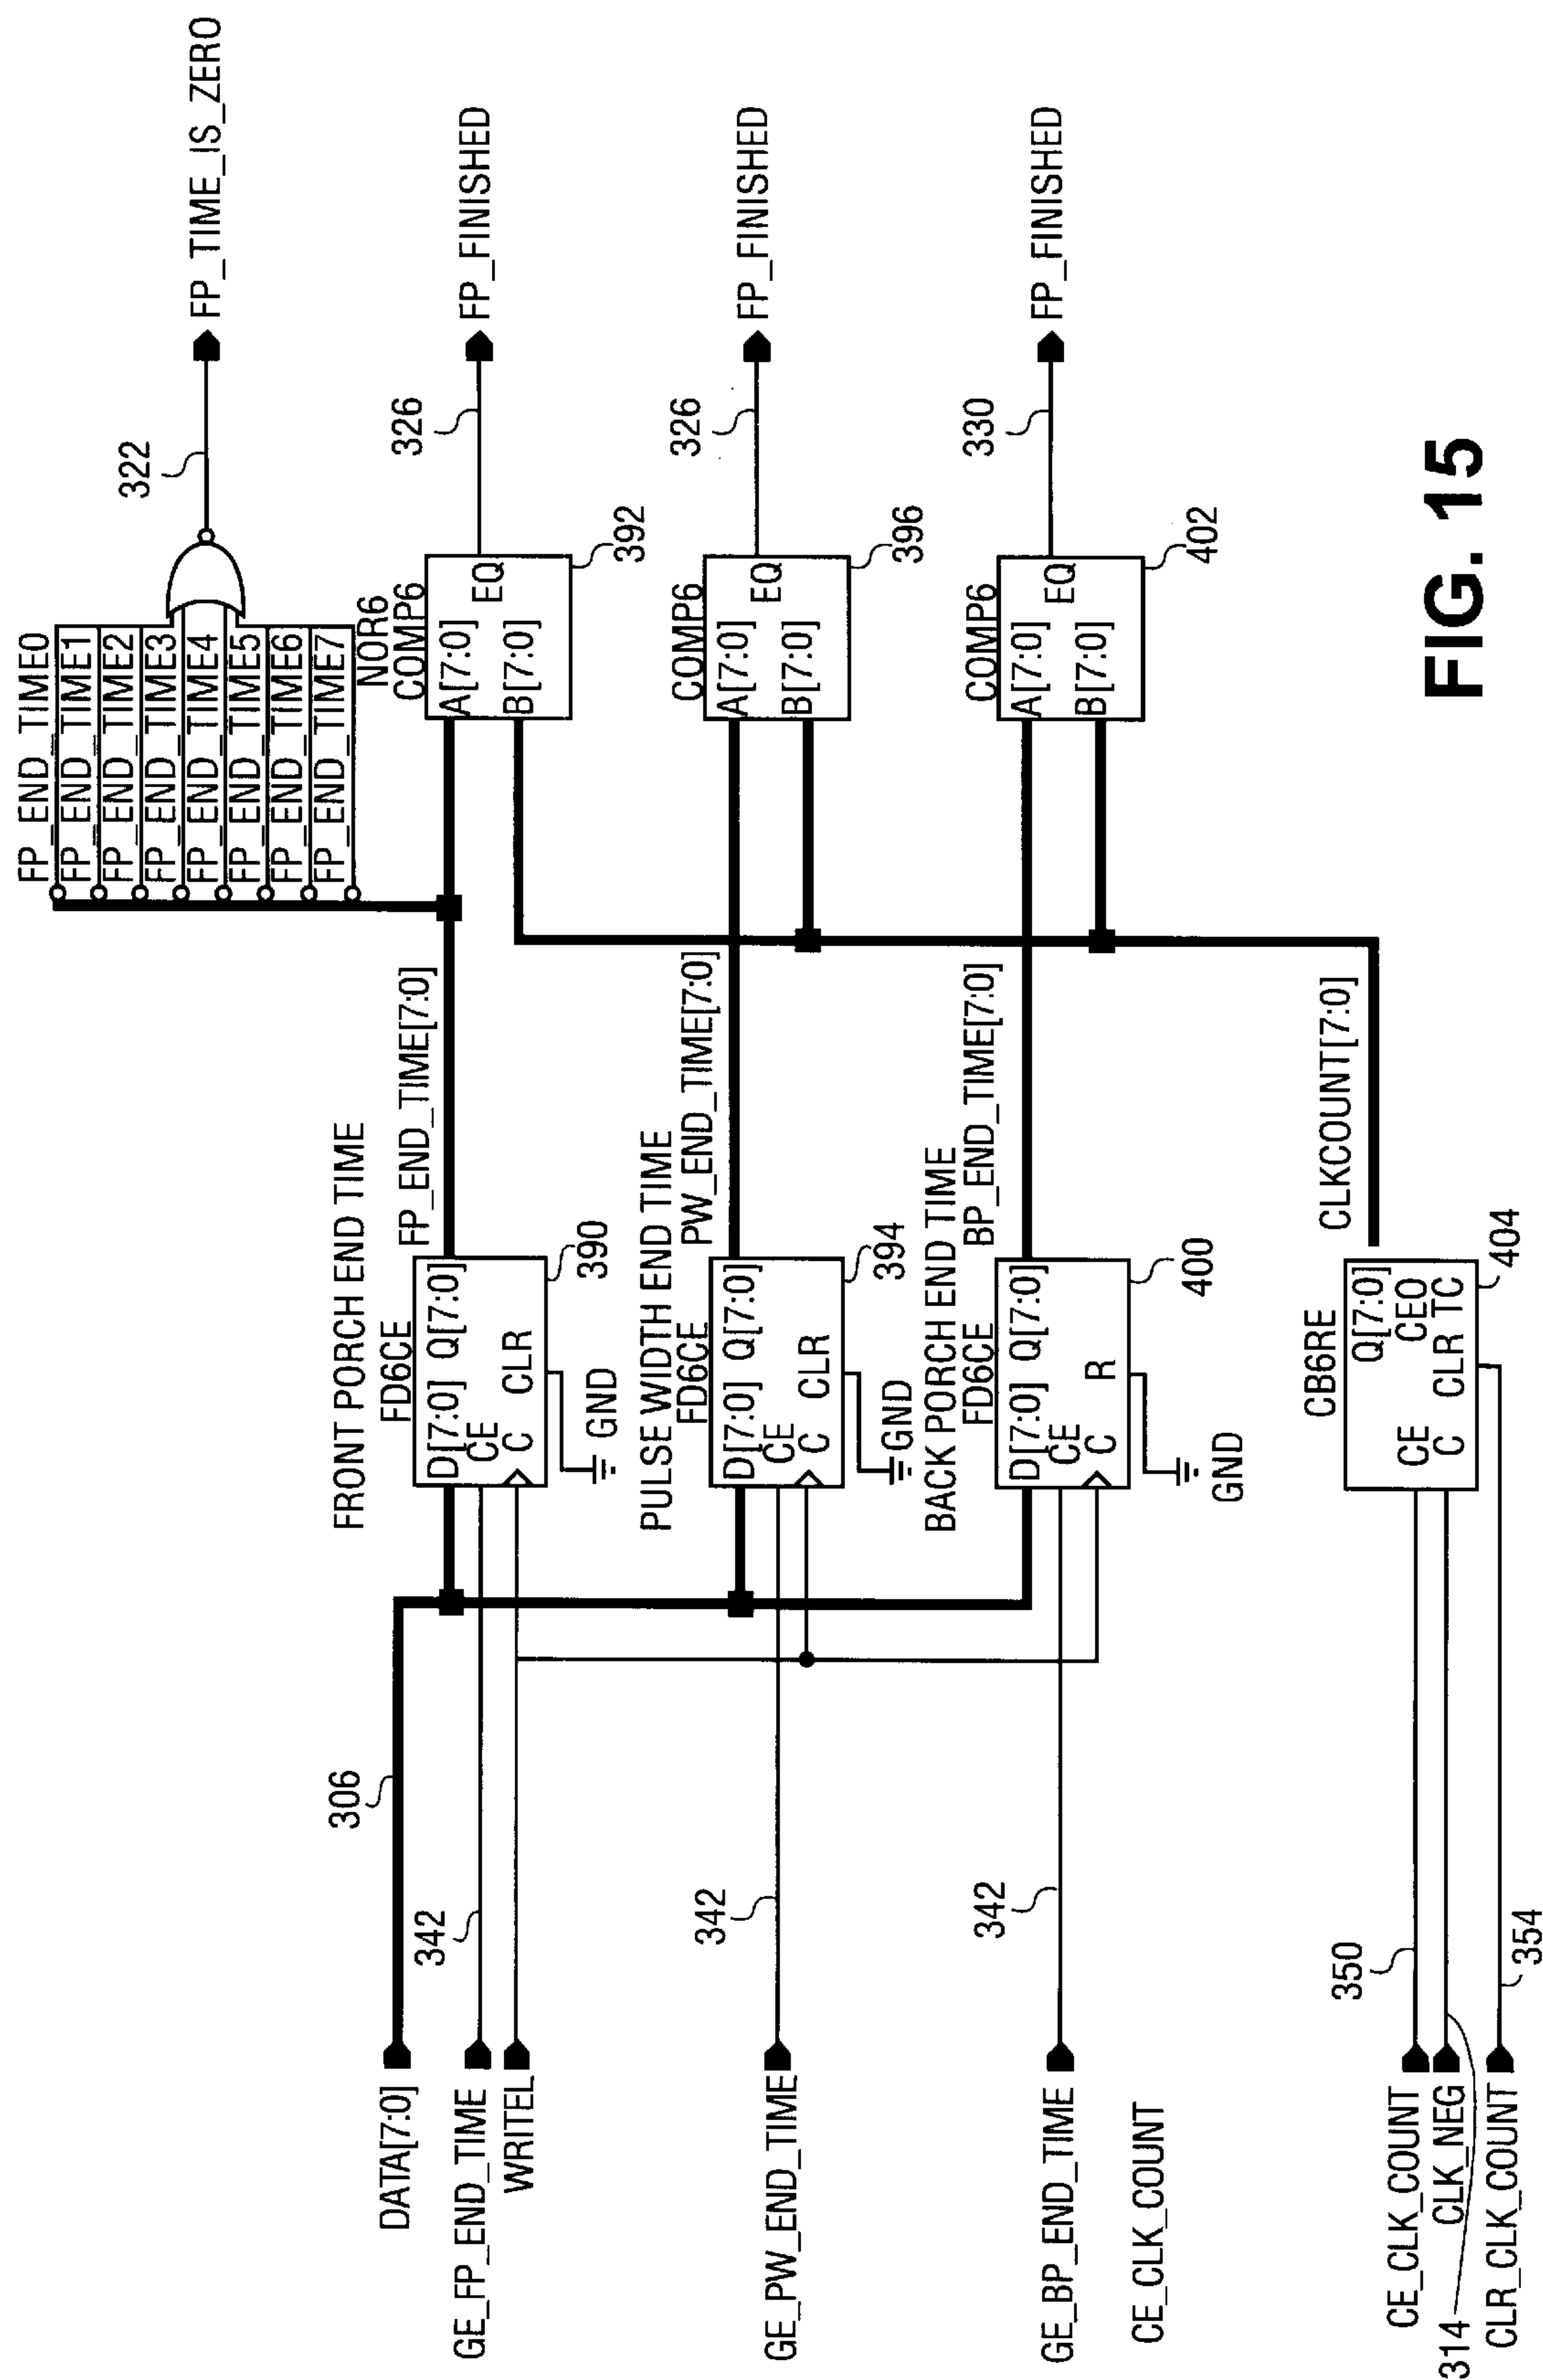 FP_END_TIME0
FP_END_TIME1
FP_END_TIME2
FP_END_TIME3
FP_END_TIME4
FP_END_TIME5
FP_END_TIME6
FP_END_TIME7
NOR6
322
FP_TIME_IS_ZERO
DATA[7:0]
306
GE_FP_END_TIME
342
WRITEL
FRONT PORCH END TIME
FD6CE
D[7:0] Q[7:0]
CE
C CLR
GND
390
FP_END_TIME[7:0]
COMP6
A[7:0]
EQ
B[7:0]
392
326
FP_FINISHED
GE_PW_END_TIME
342
PULSE WIDTH END TIME
FD6CE
D[7:0] Q[7:0]
CE
C CLR
GND
394
PW_END_TIME[7:0]
COMP6
A[7:0]
EQ
B[7:0]
396
326
FP_FINISHED
GE_BP_END_TIME
342
BACK PORCH END TIME
FD6CE
D[7:0] Q[7:0]
CE
C R
GND
400
BP_END_TIME[7:0]
COMP6
A[7:0]
EQ
B[7:0]
402
330
FP_FINISHED
CE_CLK_COUNT
CE_CLK_COUNT
350
CLK_NEG
314
CLR_CLK_COUNT
354
CB6RE
Q[7:0]
CE CEO
C CLR TC
404
CLKCOUNT[7:0]
FIG. 15